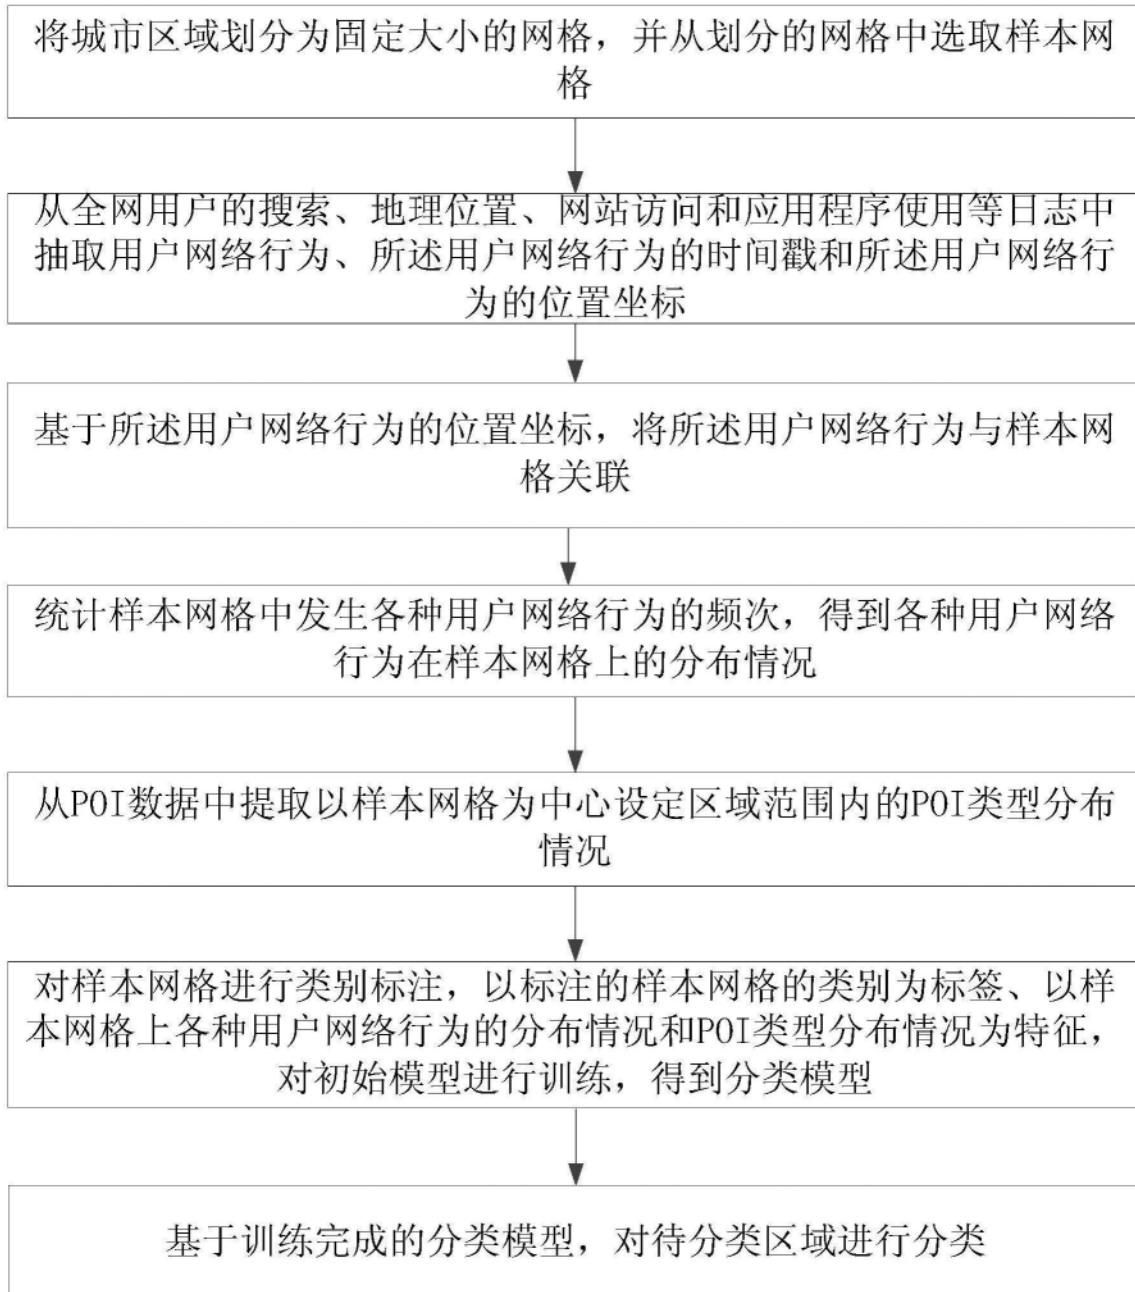 将城市区域划分为固定大小的网格，并从划分的网格中选取样本网
格
从全网用户的搜索、地理位置、网站访问和应用程序使用等日志中
抽取用户网络行为、所述用户网络行为的时间戳和所述用户网络行
为的位置坐标
基于所述用户网络行为的位置坐标，将所述用户网络行为与样本网
格关联
统计样本网格中发生各种用户网络行为的频次，得到各种用户网络
行为在样本网格上的分布情况
从POI数据中提取以样本网格为中心设定区域范围内的POI类型分布
情况
对样本网格进行类别标注，以标注的样本网格的类别为标签、以样
本网格上各种用户网络行为的分布情况和POI类型分布情况为特征，
对初始模型进行训练，得到分类模型
基于训练完成的分类模型，对待分类区域进行分类